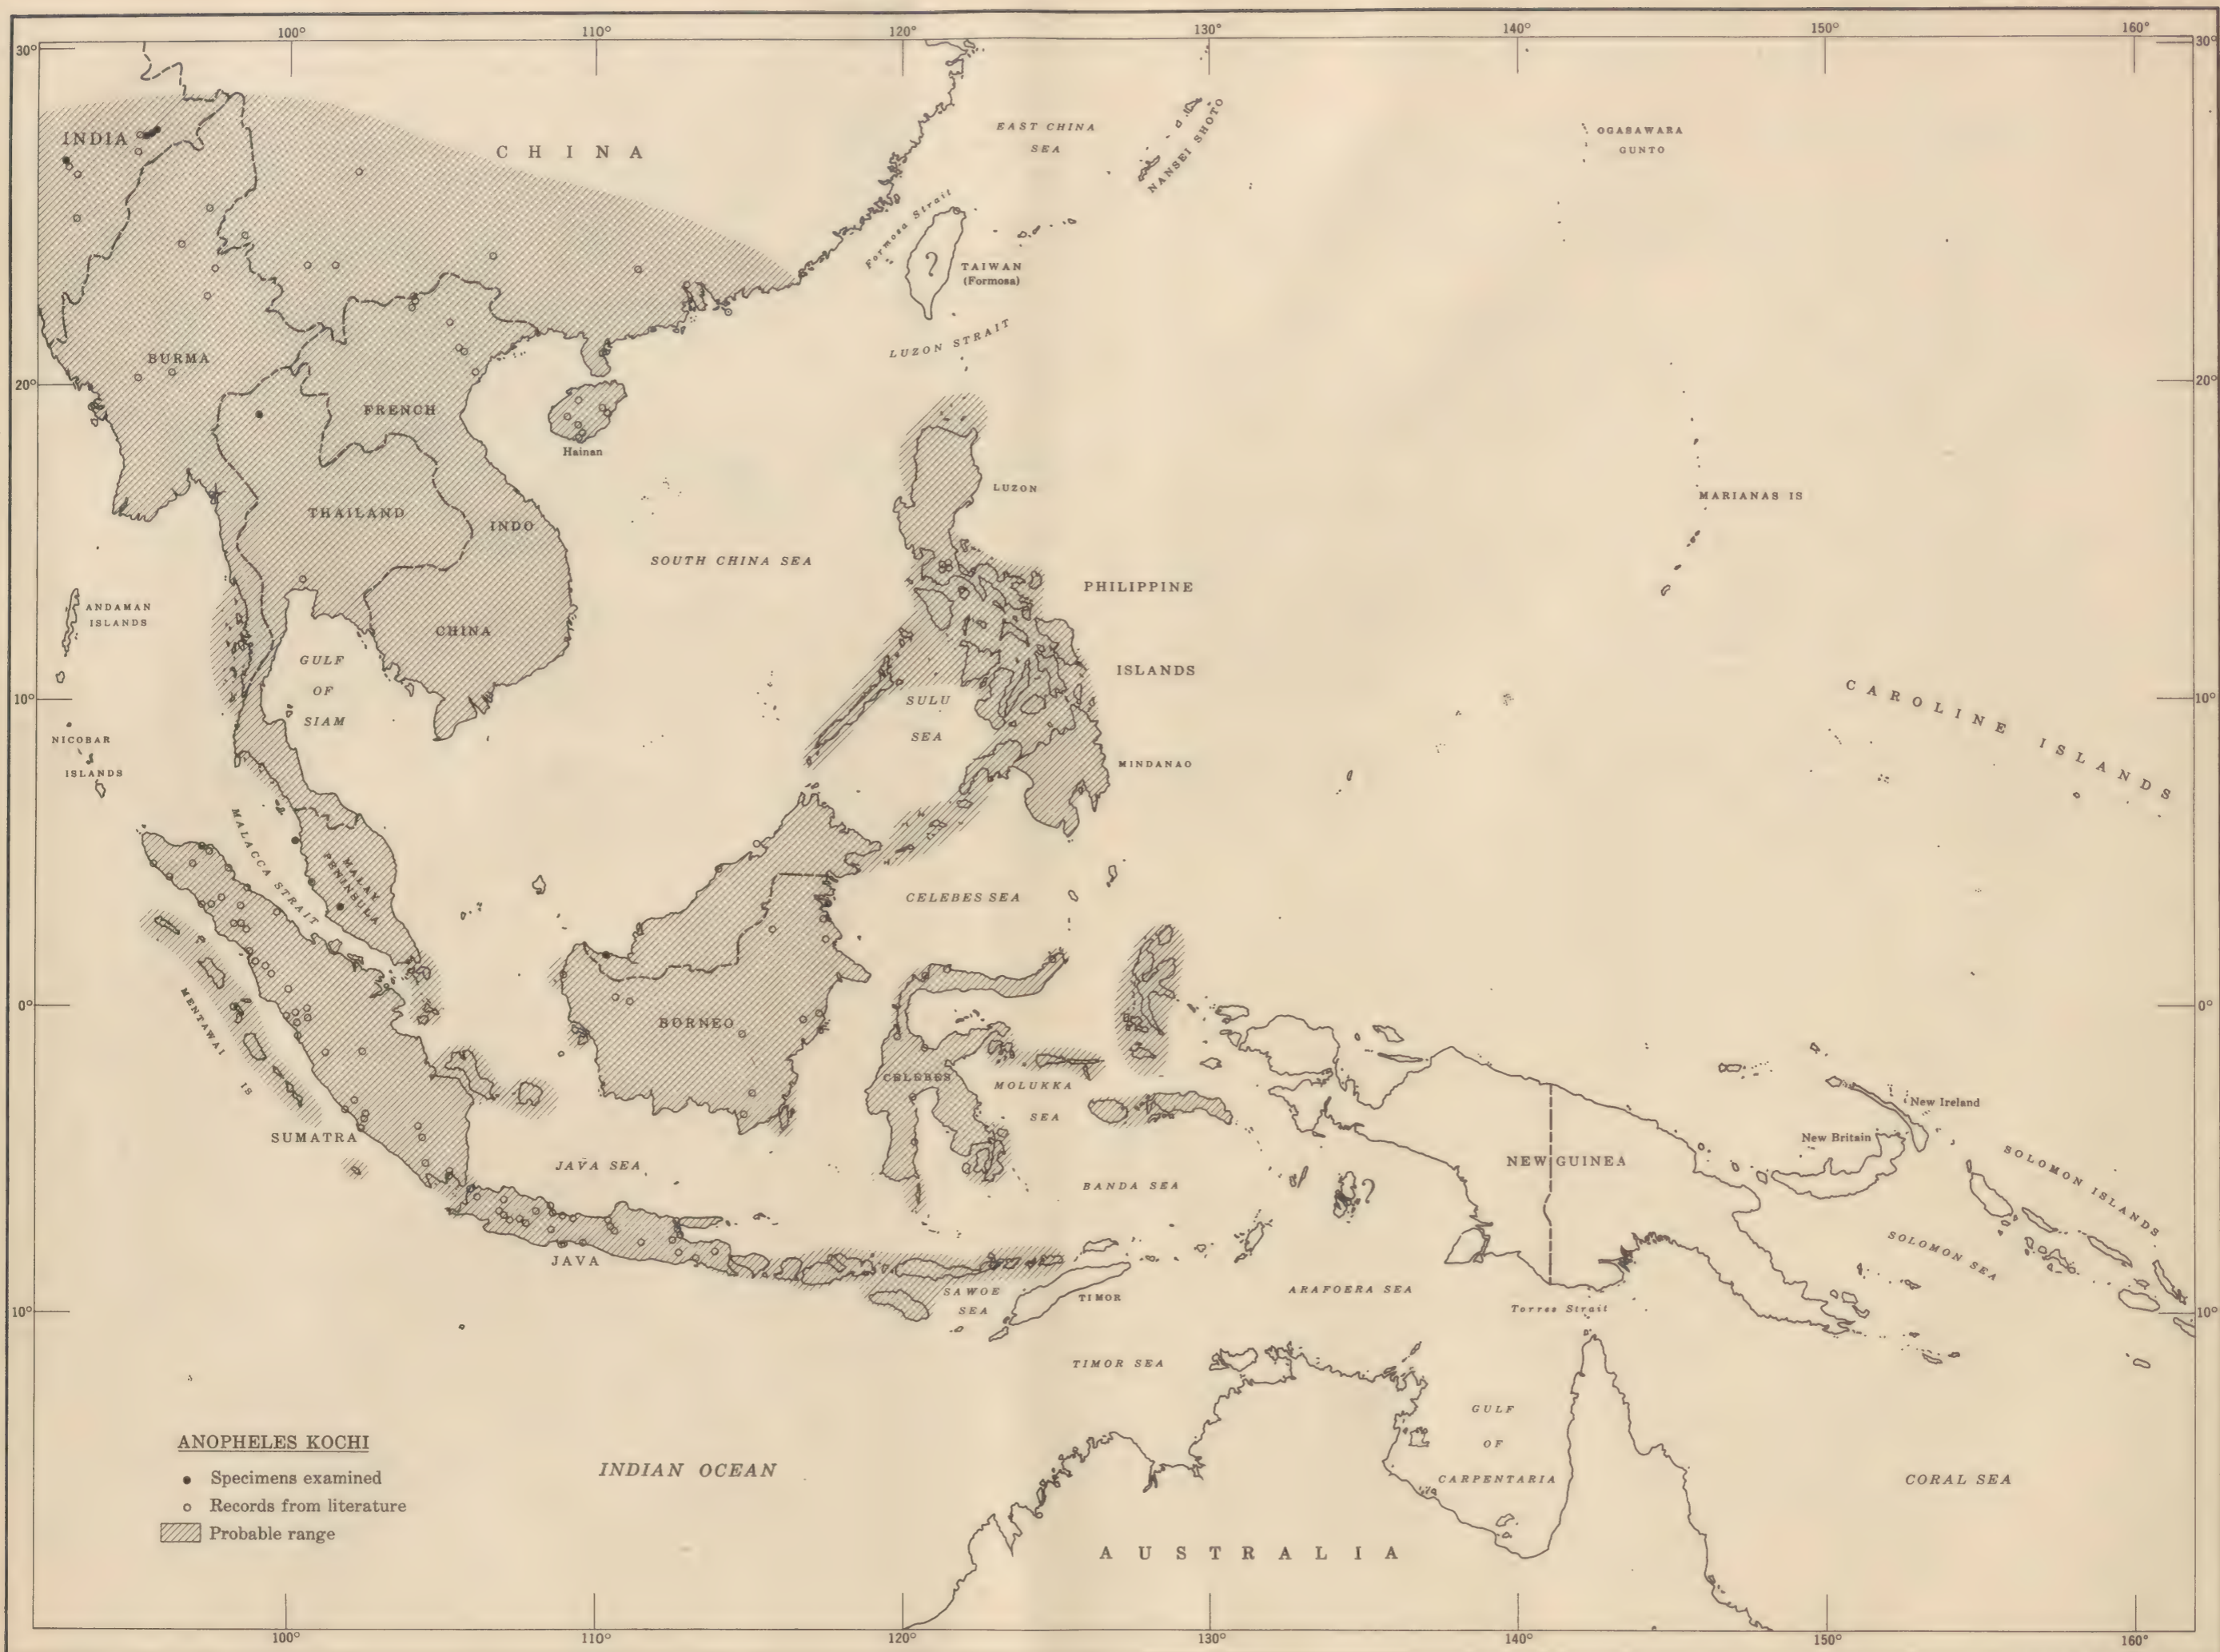 100° 110° 120° 130° 140° 150° 160°
30° 30°
INDIA
CHINA
EAST CHINA
SEA
NANSEI SHOTO
OGASAWARA
GUNTO
Formosa Strait
?
TAIWAN
(Formosa)
LUZON STRAIT
BURMA
20° 20°
FRENCH
Hainan
LUZON
MARIANAS IS
THAILAND
INDO
SOUTH CHINA SEA
PHILIPPINE
ANDAMAN
ISLANDS
CHINA
GULF
OF
SIAM
ISLANDS
10° 10°
SULU
SEA
CAROLINE ISLANDS
NICOBAR
ISLANDS
MINDANAO
MALACCA STRAIT
MALAY
PENINSULA
CELEBES SEA
MENTAWAI IS
0° 0°
BORNEO
CELEBES
MOLUKKA
SEA
New Ireland
New Britain
SUMATRA
JAVA SEA
NEW GUINEA
SOLOMON ISLANDS
BANDA SEA
?
SOLOMON SEA
JAVA
SAWOE
SEA
TIMOR
ARAFOERA SEA
Torres Strait
10° 10°
TIMOR SEA
GULF
OF
CARPENTARIA
ANOPHELES KOCHI
Specimens examined
Records from literature
Probable range
INDIAN OCEAN
CORAL SEA
AUSTRALIA
100° 110° 120° 130° 140° 150° 160°